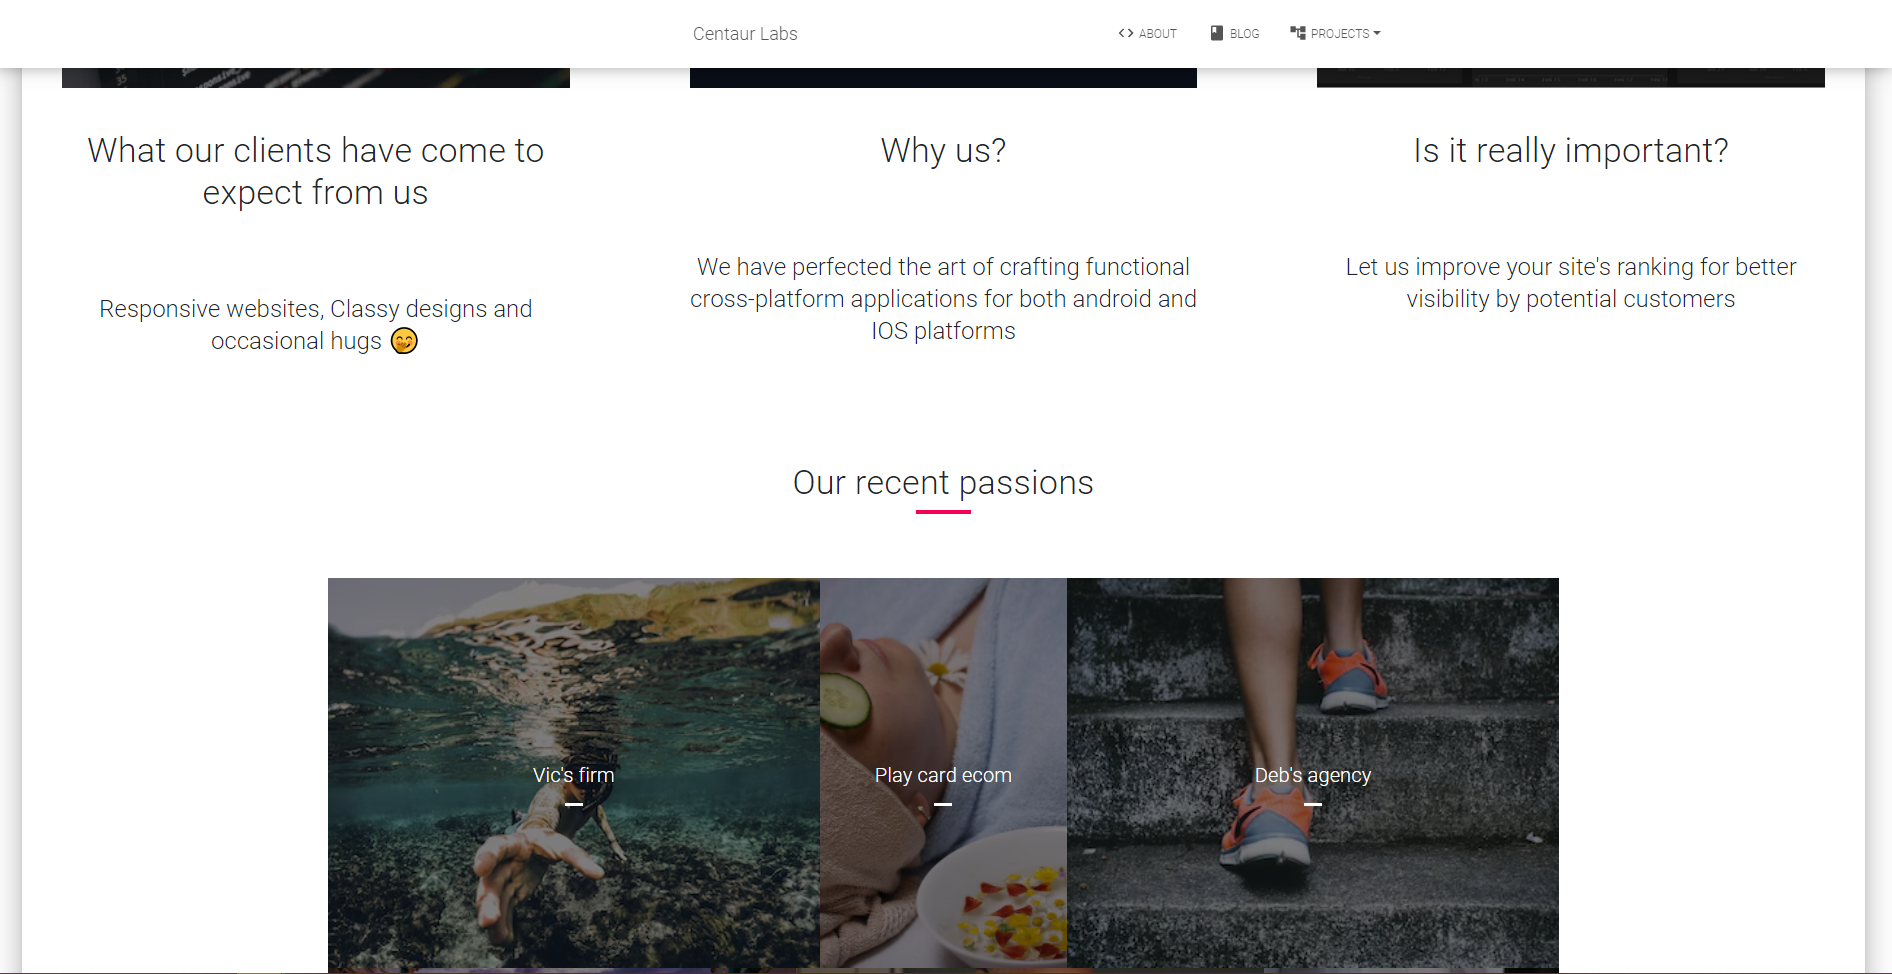 Centaur Labs
ABOUT
BLOG
PROJECTS
35
What our clients have come to
expect from us
Responsive websites, Classy designs and
occasional hugs 🤭
Why us?
We have perfected the art of crafting functional
cross-platform applications for both android and
IOS platforms
Is it really important?
Let us improve your site's ranking for better
visibility by potential customers
Our recent passions
Vic's firm
Play card ecom
Deb's agency